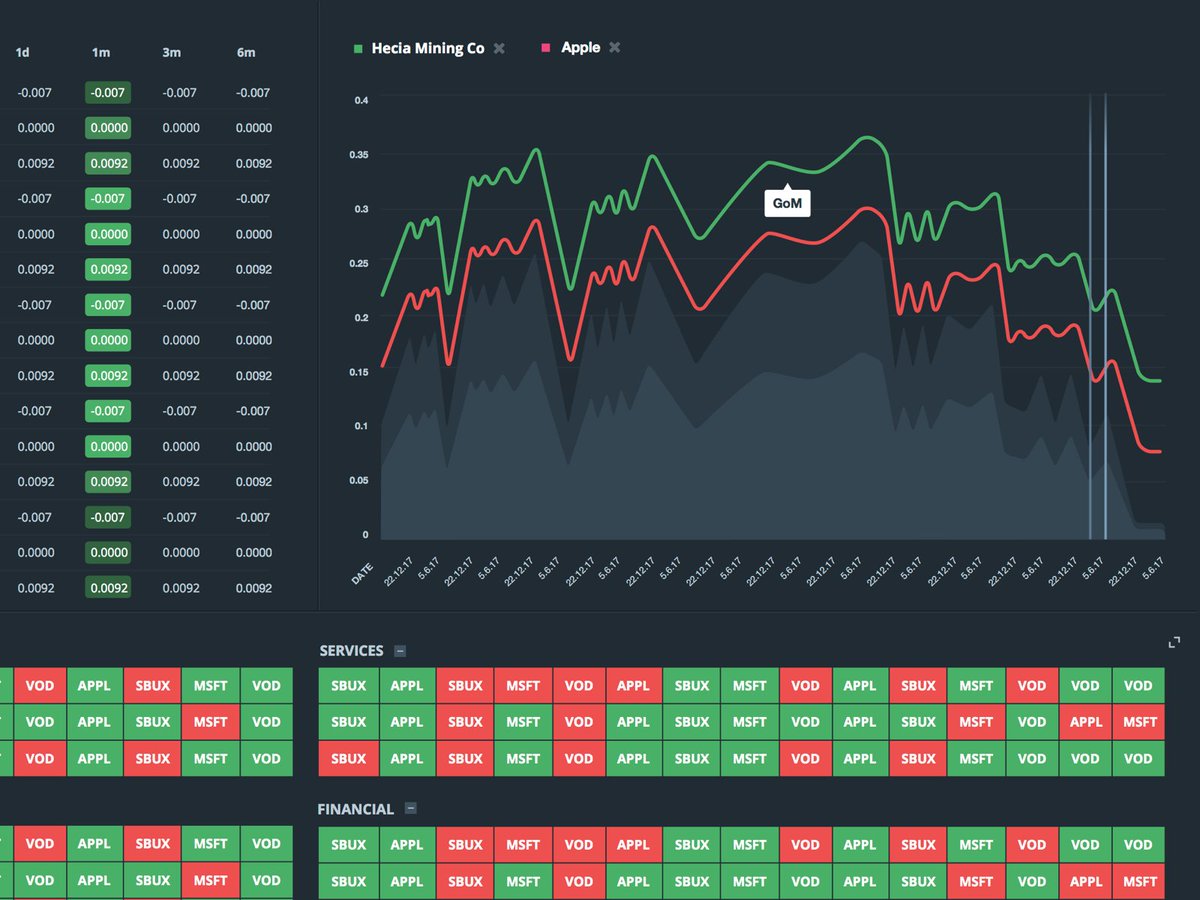 1d 1m 3m 6m
-0.007 -0.007 -0.007 -0.007
0.0000 0.0000 0.0000 0.0000
0.0092 0.0092 0.0092 0.0092
-0.007 -0.007 -0.007 -0.007
0.0000 0.0000 0.0000 0.0000
0.0092 0.0092 0.0092 0.0092
-0.007 -0.007 -0.007 -0.007
0.0000 0.0000 0.0000 0.0000
0.0092 0.0092 0.0092 0.0092
-0.007 -0.007 -0.007 -0.007
0.0000 0.0000 0.0000 0.0000
0.0092 0.0092 0.0092 0.0092
-0.007 -0.007 -0.007 -0.007
0.0000 0.0000 0.0000 0.0000
0.0092 0.0092 0.0092 0.0092
Hecia Mining Co Apple
0.4
0.35
0.3
0.25
0.2
0.15
0.1
0.05
0
GoM
DATE 22.12.17 5.6.17 22.12.17 5.6.17 22.12.17 5.6.17 22.12.17 5.6.17 22.12.17 5.6.17 22.12.17 5.6.17 22.12.17 5.6.17 22.12.17 5.6.17 22.12.17 5.6.17 22.12.17 5.6.17 22.12.17 5.6.17 22.12.17 5.6.17 22.12.17 5.6.17
VOD APPL SBUX MSFT VOD
VOD APPL SBUX MSFT VOD
VOD APPL SBUX MSFT VOD
VOD APPL SBUX MSFT VOD
VOD APPL SBUX MSFT VOD
SERVICES
SBUX APPL SBUX MSFT VOD APPL SBUX MSFT VOD APPL SBUX MSFT VOD VOD VOD
SBUX APPL SBUX MSFT VOD APPL SBUX MSFT VOD APPL SBUX MSFT VOD APPL MSFT
SBUX APPL SBUX MSFT VOD APPL SBUX MSFT VOD APPL SBUX MSFT VOD VOD VOD
FINANCIAL
SBUX APPL SBUX MSFT VOD APPL SBUX MSFT VOD APPL SBUX MSFT VOD VOD VOD
SBUX APPL SBUX MSFT VOD APPL SBUX MSFT VOD APPL SBUX MSFT VOD APPL MSFT